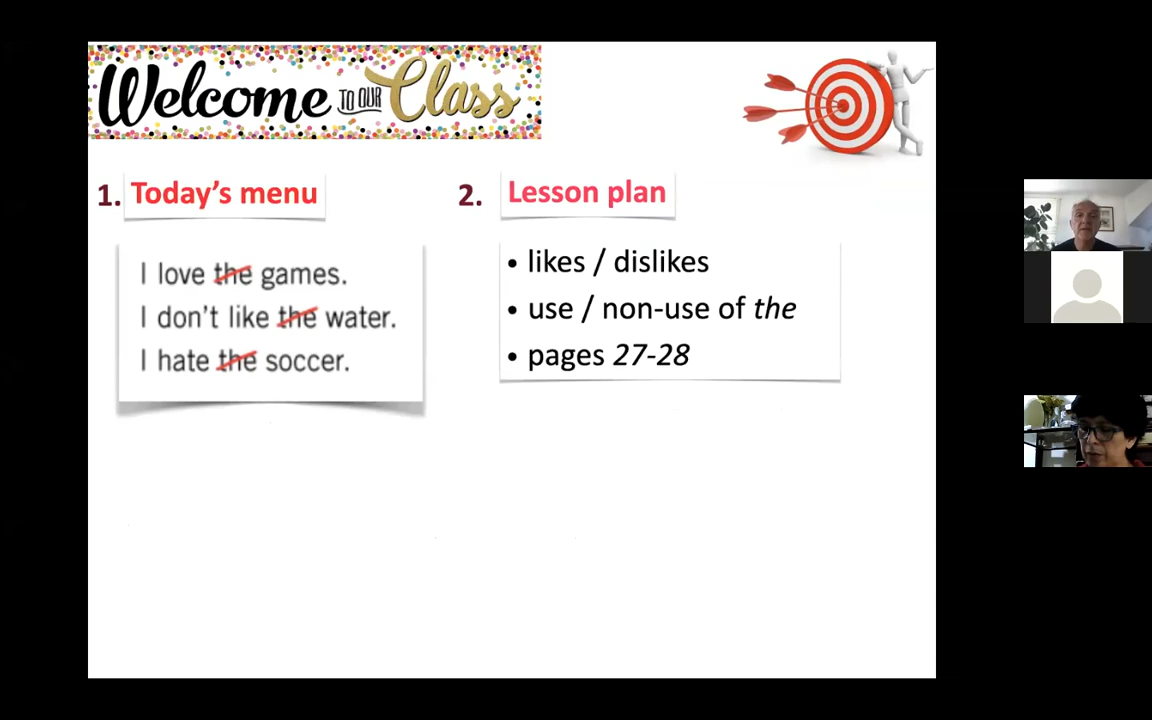 Welcome TO OUR Class
1. Today's menu
I love the games.
I don't like the water.
I hate the soccer.
2. Lesson plan
• likes / dislikes
• use / non-use of the
• pages 27-28